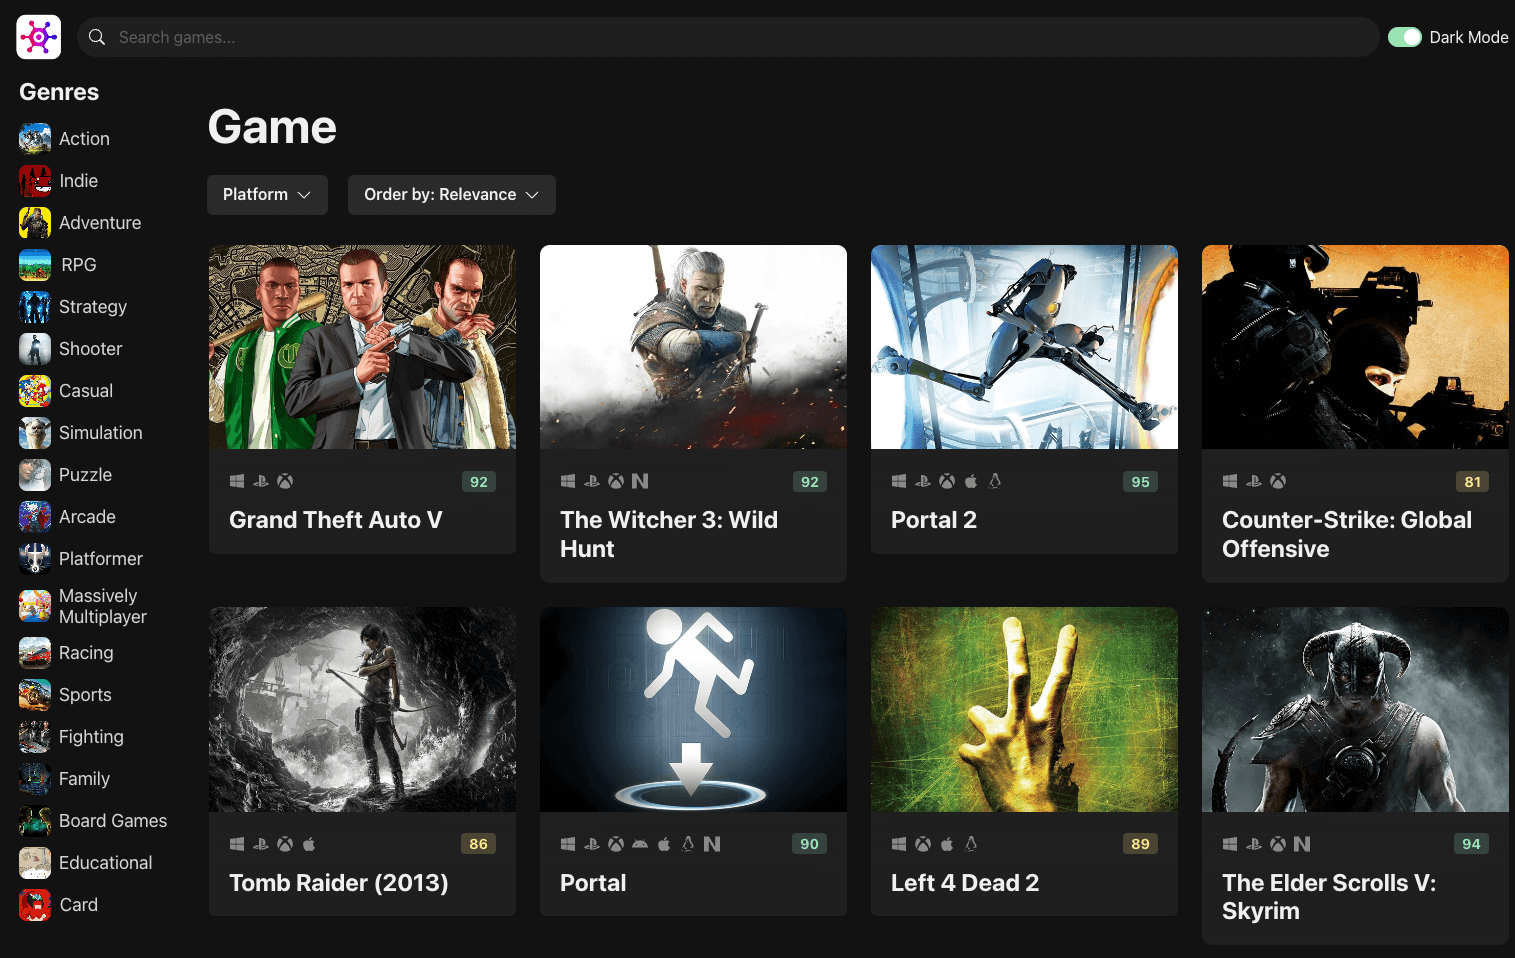 Search games...
Dark Mode
Genres
Action
Indie
Adventure
RPG
Strategy
Shooter
Casual
Simulation
Puzzle
Arcade
Platformer
Massively
Multiplayer
Racing
Sports
Fighting
Family
Board Games
Educational
Card
Game
Platform
Order by: Relevance
92
Grand Theft Auto V
92
The Witcher 3: Wild
Hunt
95
Portal 2
81
Counter-Strike: Global
Offensive
86
Tomb Raider (2013)
90
Portal
89
Left 4 Dead 2
94
The Elder Scrolls V:
Skyrim